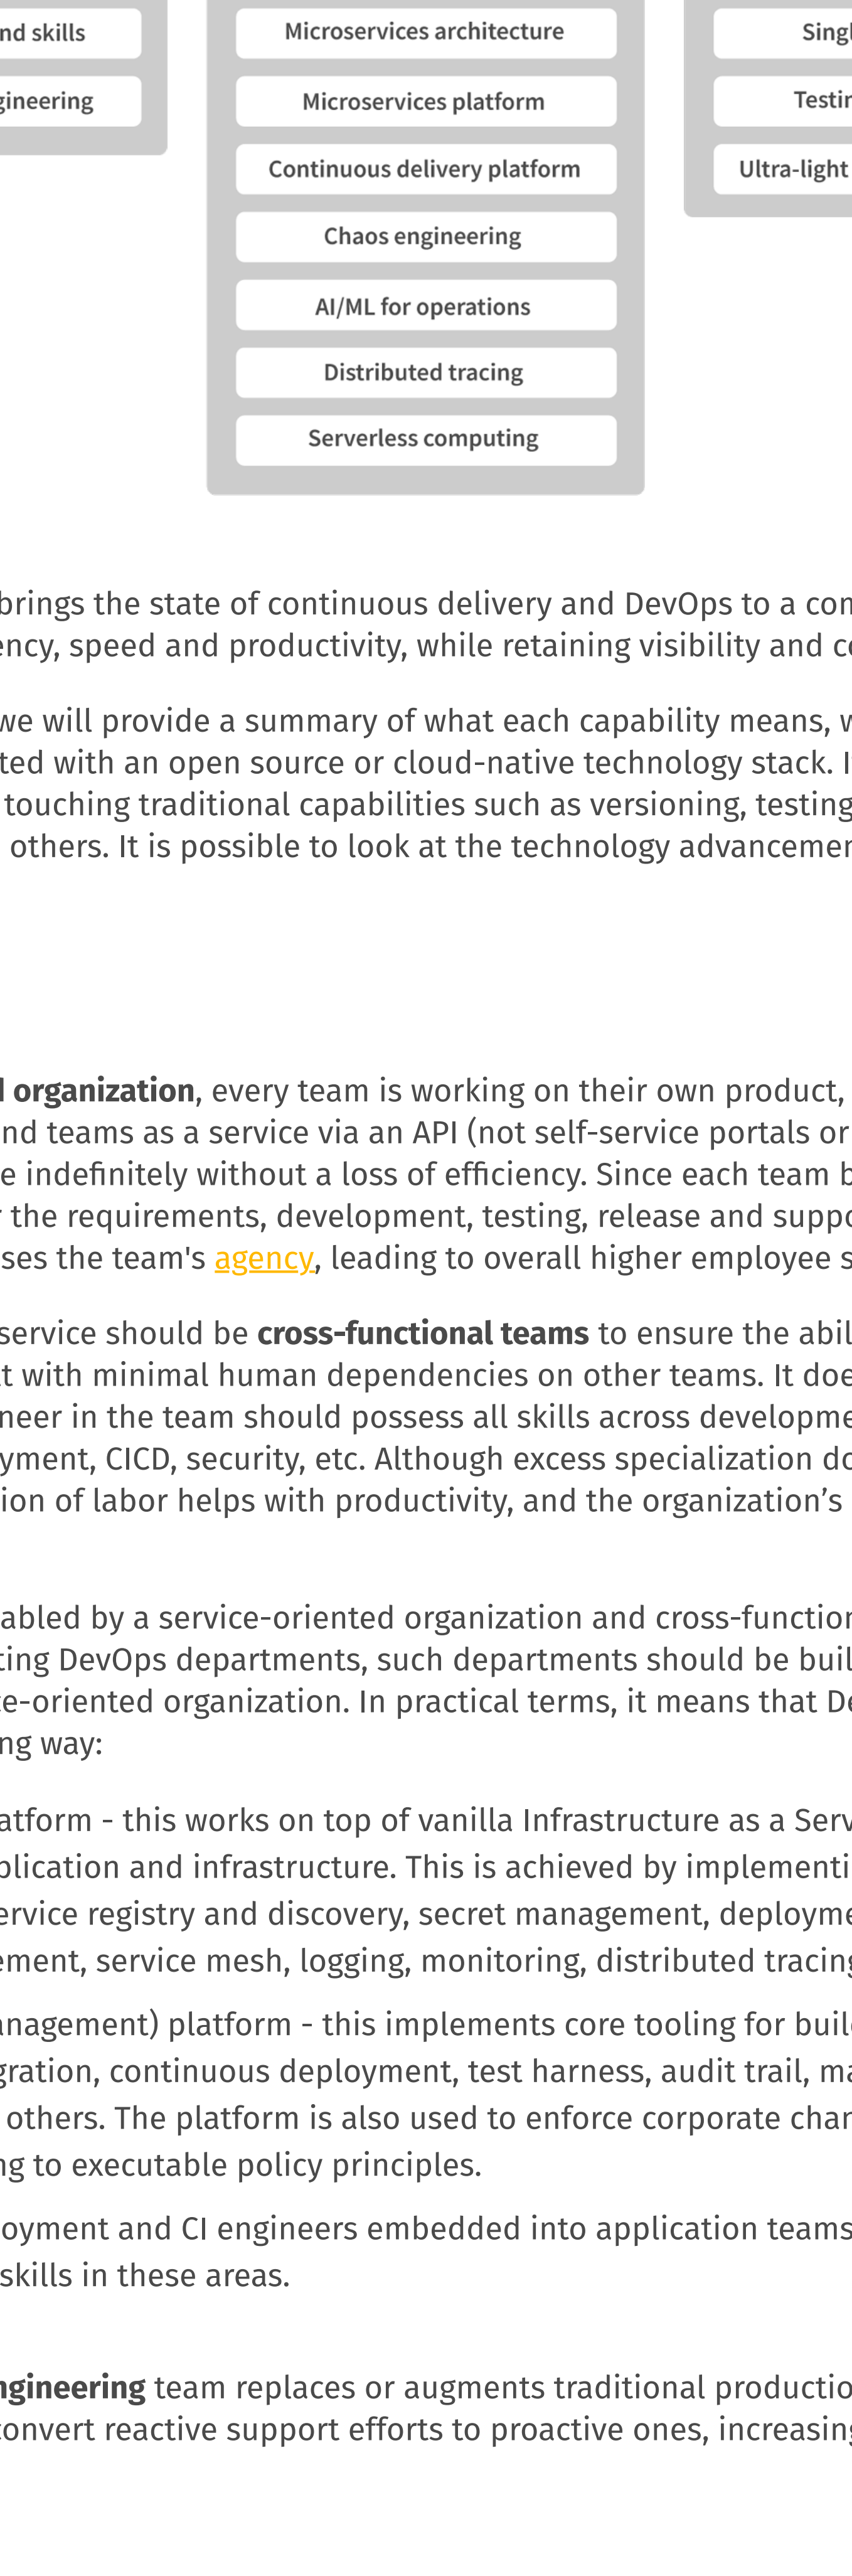 nd skills
gineering
Microservices architecture
Microservices platform
Continuous delivery platform
Chaos engineering
AI/ML for operations
Distributed tracing
Serverless computing
Singl
Testin
Ultra-light
brings the state of continuous delivery and DevOps to a con
ency, speed and productivity, while retaining visibility and co
we will provide a summary of what each capability means, w
ted with an open source or cloud-native technology stack. I
touching traditional capabilities such as versioning, testing
others. It is possible to look at the technology advancemen
l organization, every team is working on their own product,
nd teams as a service via an API (not self-service portals or
e indefinitely without a loss of efficiency. Since each team b
r the requirements, development, testing, release and suppo
ses the team's agency, leading to overall higher employee s
service should be cross-functional teams to ensure the abil
t with minimal human dependencies on other teams. It doe
neer in the team should possess all skills across developme
yment, CICD, security, etc. Although excess specialization do
ion of labor helps with productivity, and the organization’s
abled by a service-oriented organization and cross-function
ting DevOps departments, such departments should be buil
e-oriented organization. In practical terms, it means that De
ng way:
atform - this works on top of vanilla Infrastructure as a Serv
plication and infrastructure. This is achieved by implementi
ervice registry and discovery, secret management, deployme
ement, service mesh, logging, monitoring, distributed tracing
anagement) platform - this implements core tooling for buil
gration, continuous deployment, test harness, audit trail, ma
others. The platform is also used to enforce corporate chan
ng to executable policy principles.
oyment and CI engineers embedded into application teams
skills in these areas.
ngineering team replaces or augments traditional productio
convert reactive support efforts to proactive ones, increasing